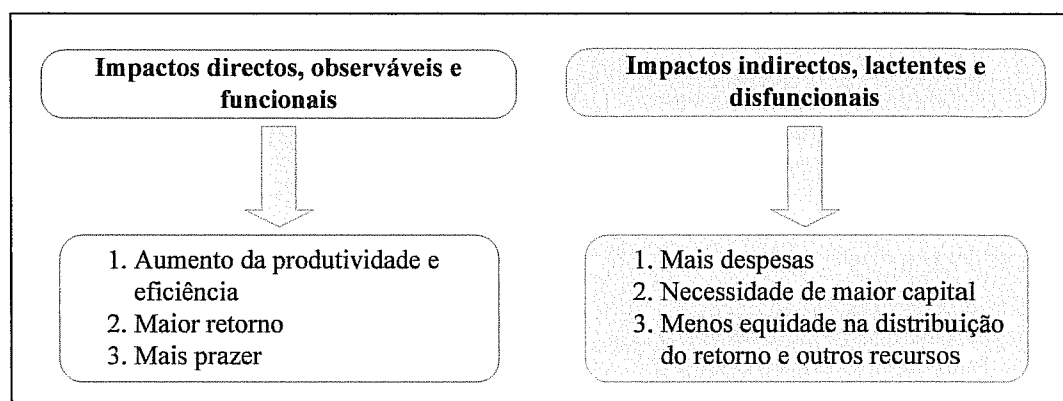 Impactos directos, observáveis e
funcionais
1. Aumento da produtividade e
eficiência
2. Maior retorno
3. Mais prazer
Impactos indirectos, lactentes e
disfuncionais
1. Mais despesas
2. Necessidade de maior capital
3. Menos equidade na distribuição
do retorno e outros recursos